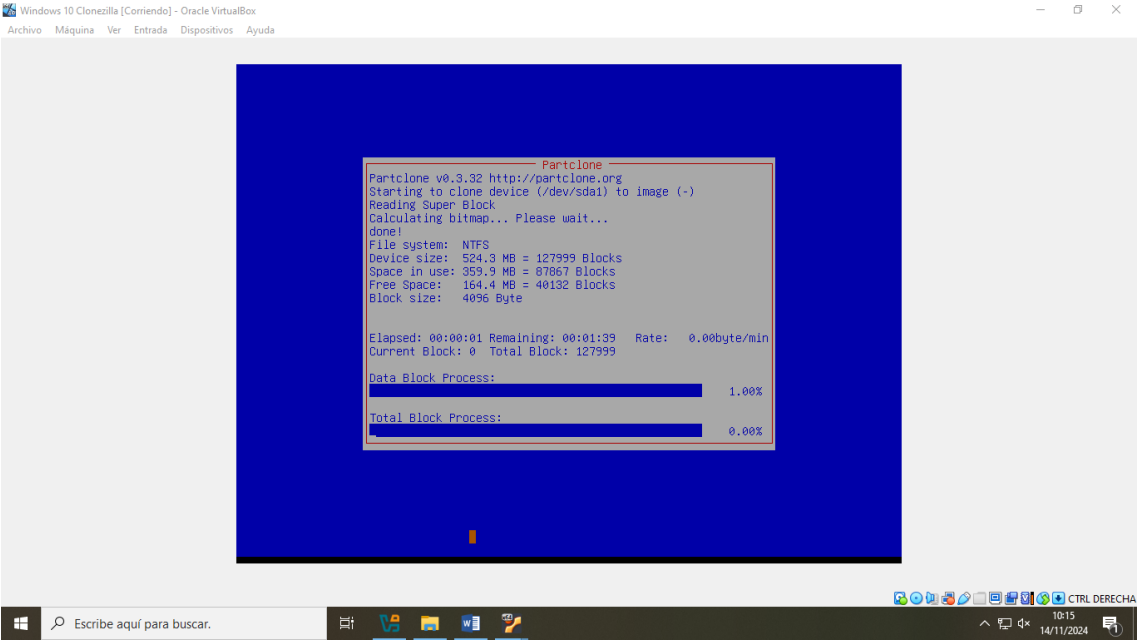 Windows 10 Clonezilla [Corriendo] - Oracle VirtualBox
Archivo Máquina Ver Entrada Dispositivos Ayuda
Partclone
Partclone v0.3.32 http://partclone.org
Starting to clone device (/dev/sda1) to image (-)
Reading Super Block
Calculating bitmap... Please wait...
done!
File system: NTFS
Device size: 524.3 MB = 127999 Blocks
Space in use: 359.9 MB = 87867 Blocks
Free Space: 164.4 MB = 40132 Blocks
Block size: 4096 Byte
Elapsed: 00:00:01 Remaining: 00:01:39 Rate: 0.00byte/min
Current Block: 0 Total Block: 127999
Data Block Process:
1.00%
Total Block Process:
0.00%
CTRL DERECHA
Escribe aquí para buscar.
10:15
14/11/2024
1